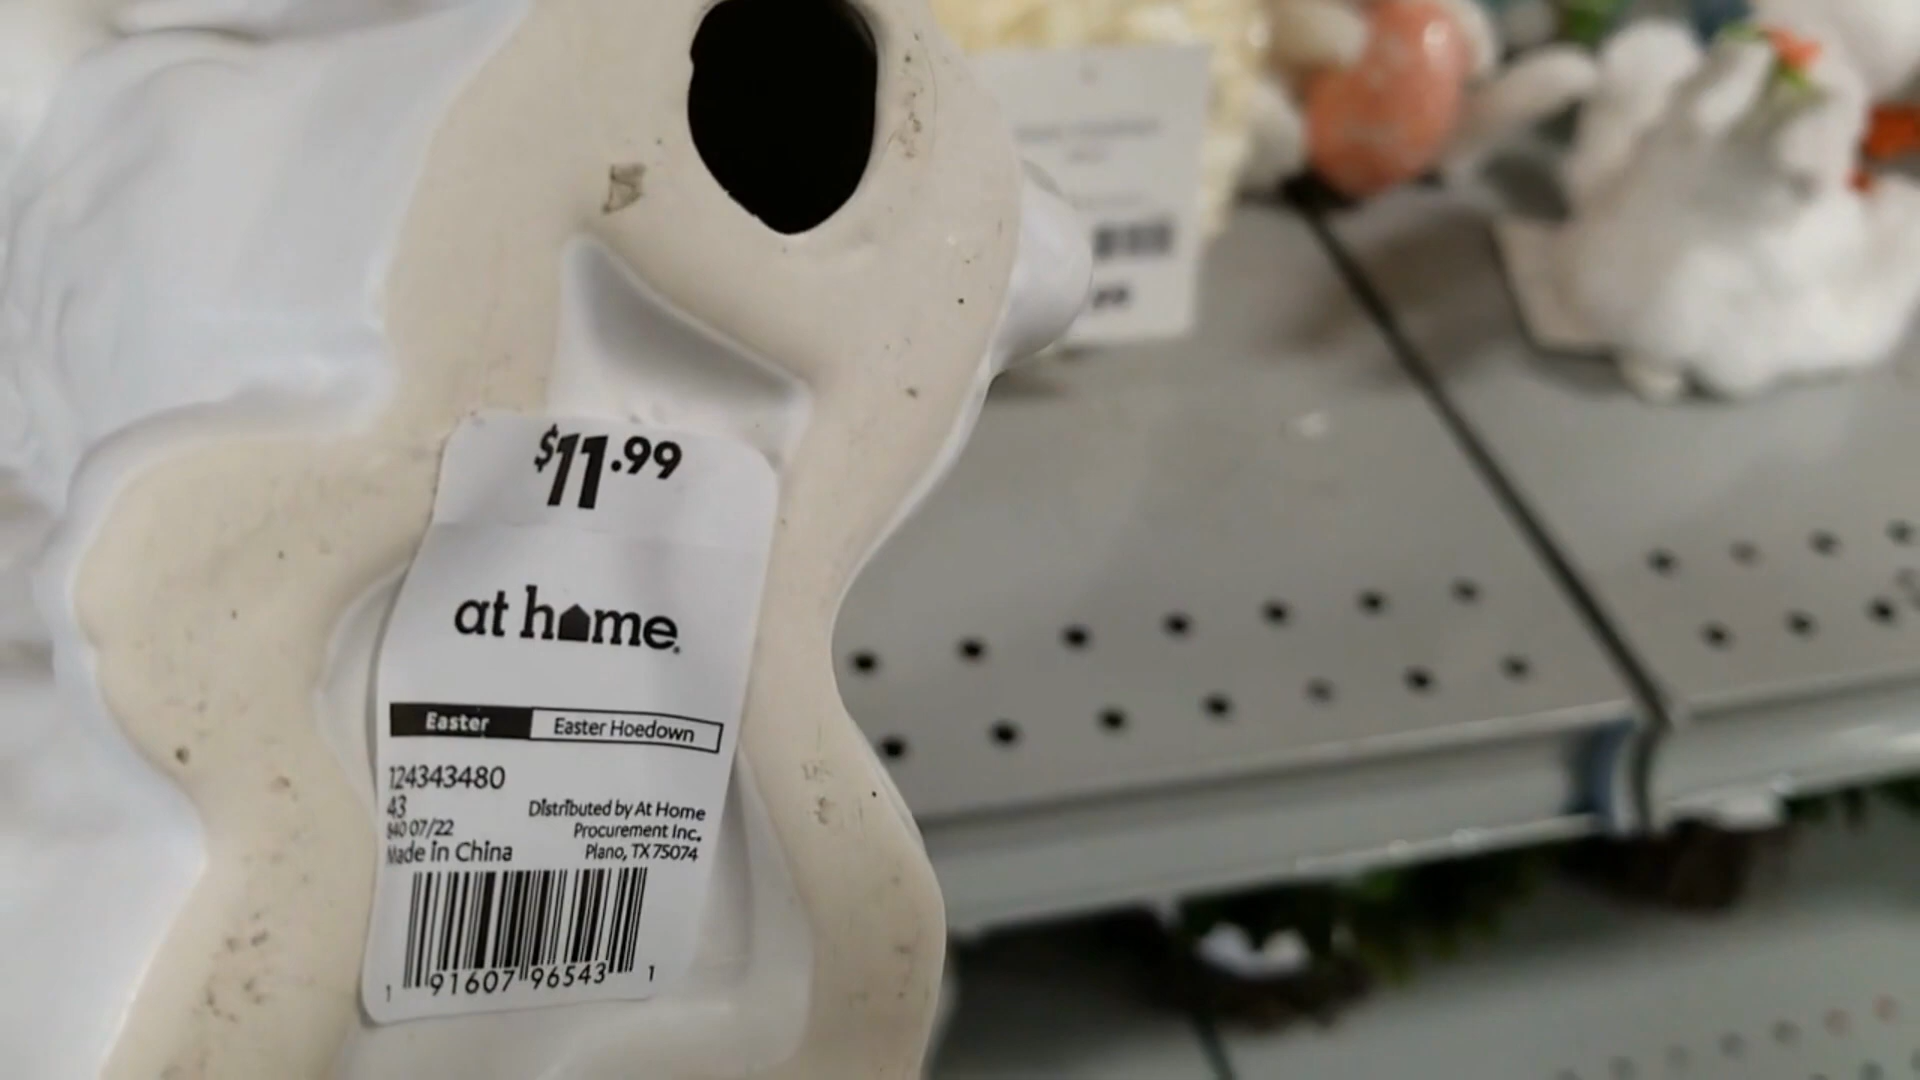 $11.99
at home.
Easter Easter Hoedown
124343480
43
840 07/22
Made in China
Distributed by At Home
Procurement Inc.
Plano, TX 75074
1 91607 96543 1